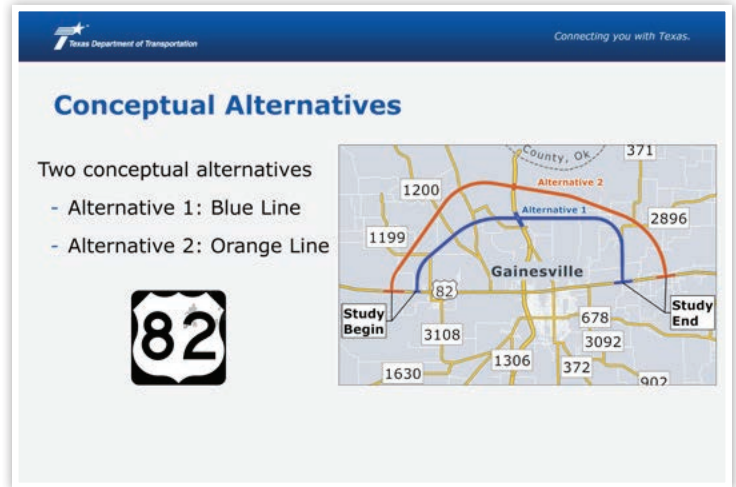 Texas Department of Transportation
Connecting you with Texas.
Conceptual Alternatives
Two conceptual alternatives
- Alternative 1: Blue Line
- Alternative 2: Orange Line
82
County, Ok
371
1200
Alternative 2
Alternative 1
2896
1199
Gainesville
82
Study
Begin
Study
End
678
3108
3092
1306
372
1630
902